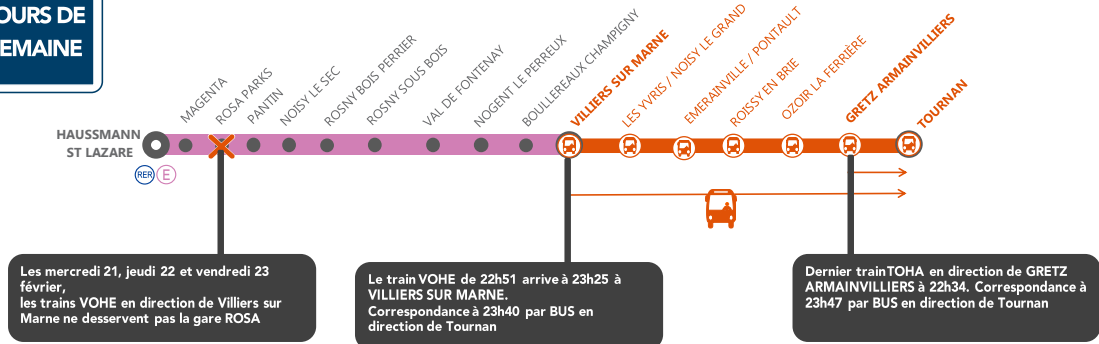 OURS DE
EMAINE
HAUSSMANN
ST LAZARE
MAGENTA
ROSA PARKS
PANTIN
NOISY LE SEC
ROSNY BOIS PERRIER
ROSNY SOUS BOIS
VAL DE FONTENAY
NOGENT LE PERREUX
BOULLEREAUX CHAMPIGNY
VILLIERS SUR MARNE
LES YVRIS / NOISY LE GRAND
EMERAINVILLE / PONTAULT
ROISSY EN BRIE
OZOIR LA FERRIÈRE
GRETZ ARMAINVILLIERS
TOURNAN
RER E
Les mercredi 21, jeudi 22 et vendredi 23
février,
les trains VOHE en direction de Villiers sur
Marne ne desservent pas la gare ROSA
Le train VOHE de 22h51 arrive à 23h25 à
VILLIERS SUR MARNE.
Correspondance à 23h40 par BUS en
direction de Tournan
Dernier trainTOHA en direction de GRETZ
ARMAINVILLIERS à 22h34. Correspondance à
23h47 par BUS en direction de Tournan